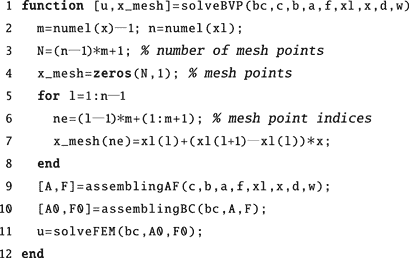 1 function [u,x_mesh]=solveBVP(bc,c,b,a,f,xl,x,d,w)
2 m=numel(x)—1; n=numel(xl);
3 N=(n—1)*m+1; % number of mesh points
4 x_mesh=zeros(N,1); % mesh points
5 for l=1:n—1
6 ne=(l—1)*m+(1:m+1); % mesh point indices
7 x_mesh(ne)=xl(l)+(xl(l+1)—xl(l))*x;
8 end
9 [A,F]=assemblingAF(c,b,a,f,xl,x,d,w);
10 [A0,F0]=assemblingBC(bc,A,F);
11 u=solveFEM(bc,A0,F0);
12 end